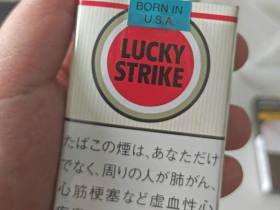 BORN IN
U.S.A.
LUCKY
STRIKE
たばこの煙は、あなただけ
でなく、周りの人が肺がん、
心筋梗塞など虚血性心